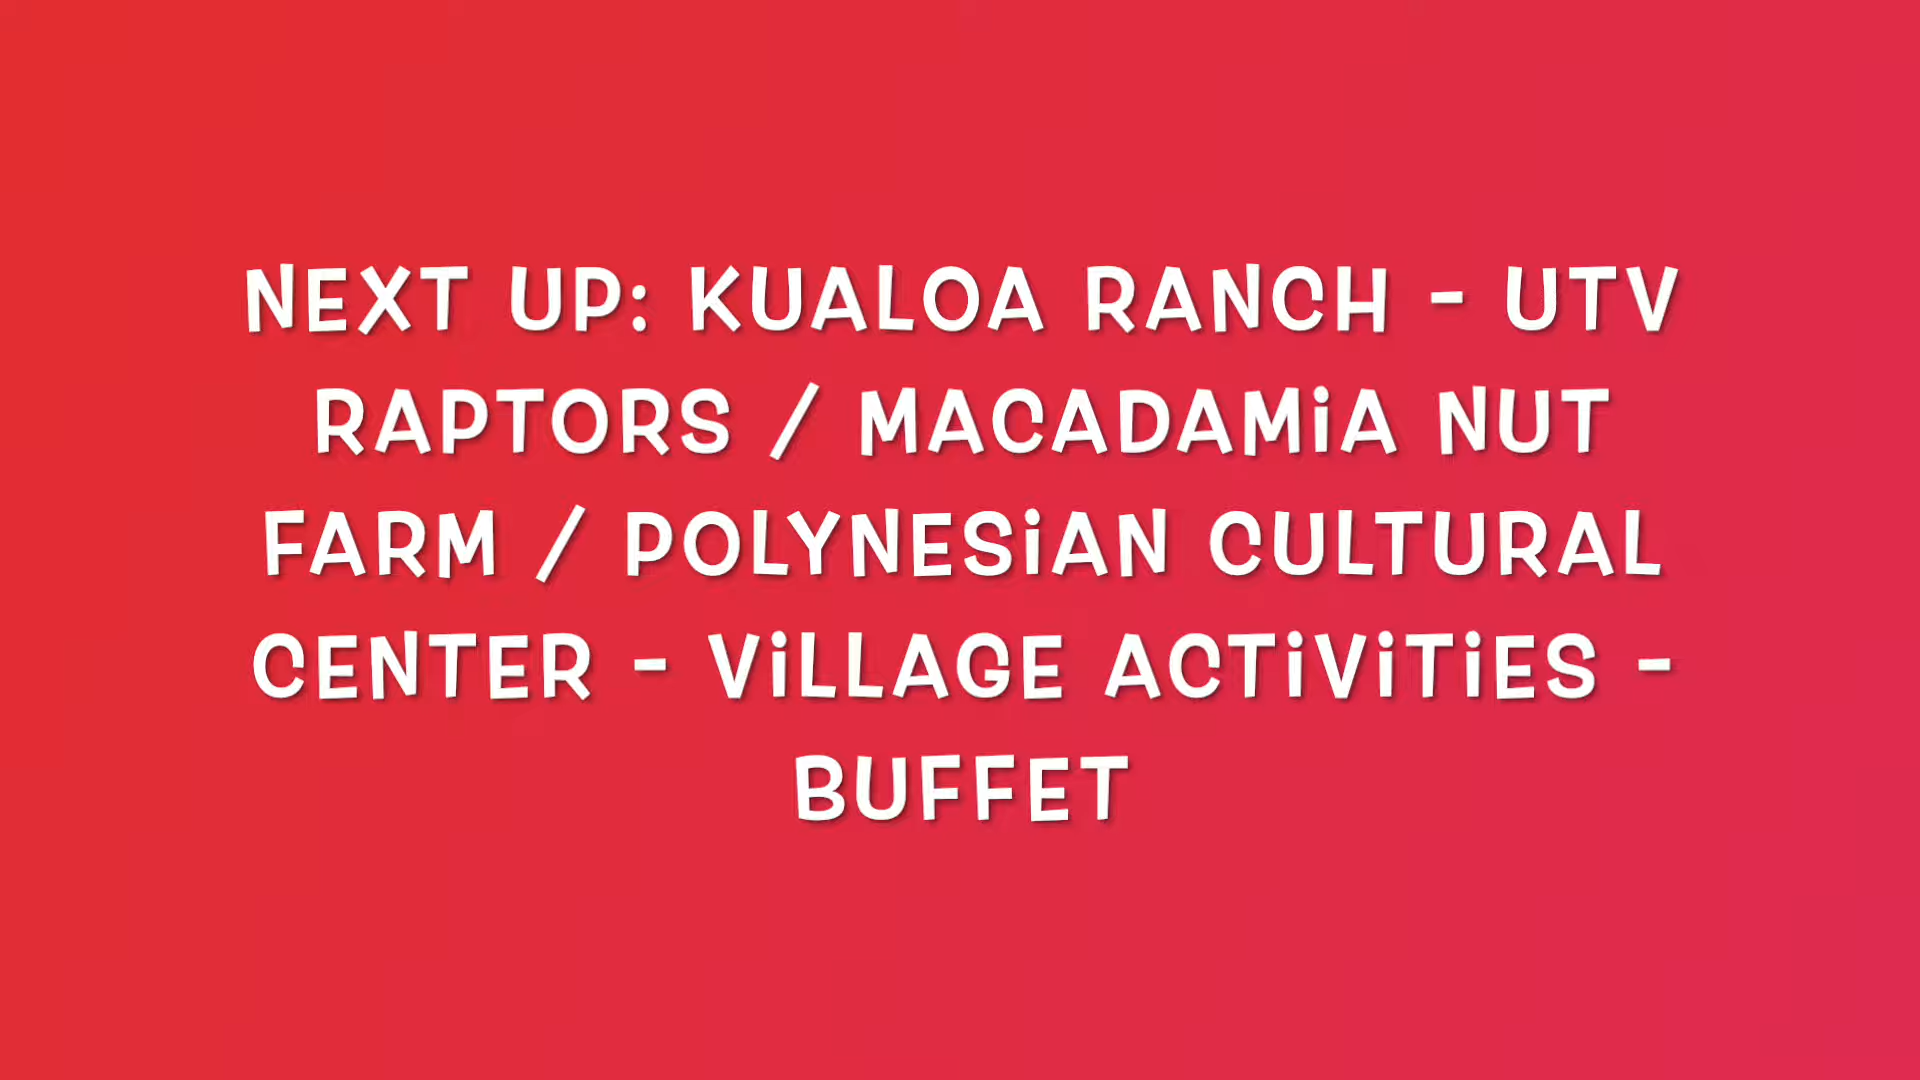 NEXT UP: KUALOA RANCH - UTV
RAPTORS / MACADAMiA NUT
FARM / POLYNESiAN CULTURAL
CENTER - ViLLAGE ACTiViTiES -
BUFFET